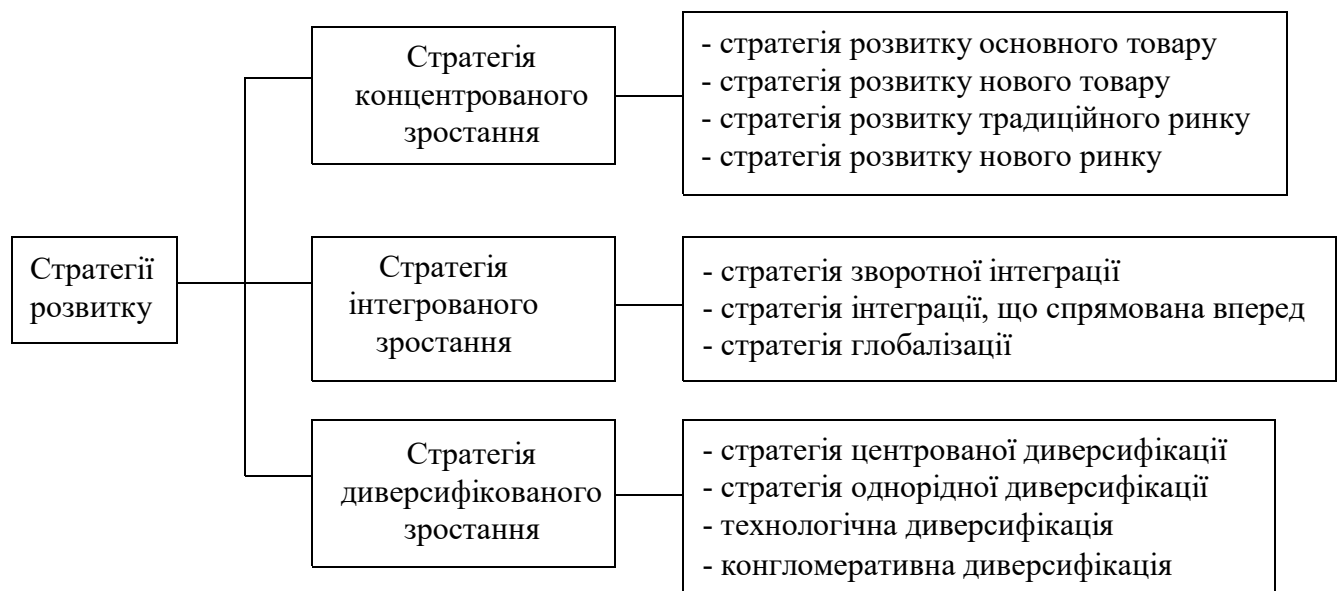 Стратегії
розвитку
Стратегія
концентрованого
зростання
- стратегія розвитку основного товару
- стратегія розвитку нового товару
- стратегія розвитку традиційного ринку
- стратегія розвитку нового ринку
Стратегія
інтегрованого
зростання
- стратегія зворотної інтеграції
- стратегія інтеграції, що спрямована вперед
- стратегія глобалізації
Стратегія
диверсифікованого
зростання
- стратегія центрованої диверсифікації
- стратегія однорідної диверсифікації
- технологічна диверсифікація
- конгломеративна диверсифікація